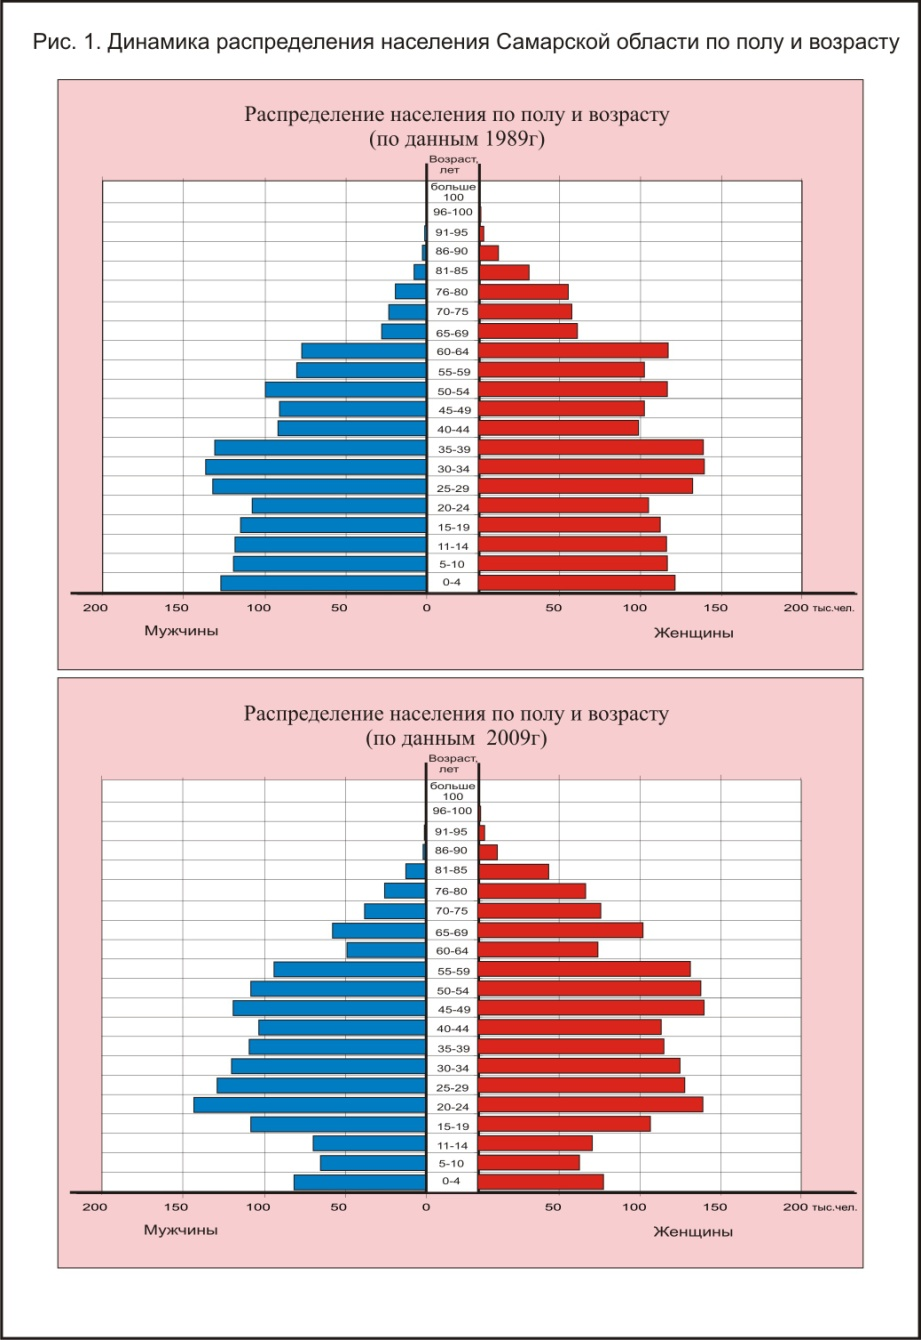 Рис. 1. Динамика распределения населения Самарской области по полу и возрасту
Распределение населения по полу и возрасту
(по данным 1989г)
Возраст,
лет
больше
100
96-100
91-95
86-90
81-85
76-80
70-75
65-69
60-64
55-59
50-54
45-49
40-44
35-39
30-34
25-29
20-24
15-19
11-14
5-10
0-4
200 150 100 50 0 50 100 150 200 тыс.чел.
Мужчины Женщины
Распределение населения по полу и возрасту
(по данным 2009г)
Возраст,
лет
больше
100
96-100
91-95
86-90
81-85
76-80
70-75
65-69
60-64
55-59
50-54
45-49
40-44
35-39
30-34
25-29
20-24
15-19
11-14
5-10
0-4
200 150 100 50 0 50 100 150 200 тыс.чел.
Мужчины Женщины